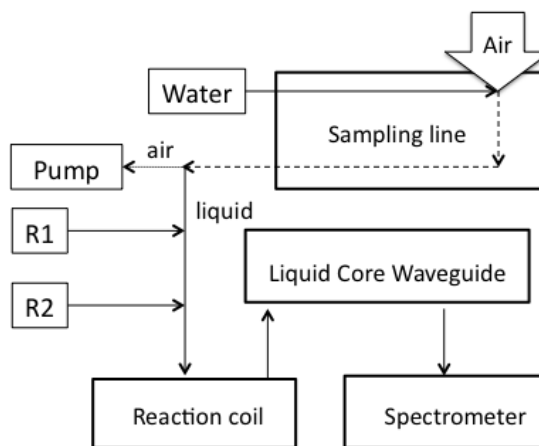 Air
Water
Sampling line
air
Pump
liquid
R1
Liquid Core Waveguide
R2
Reaction coil
Spectrometer